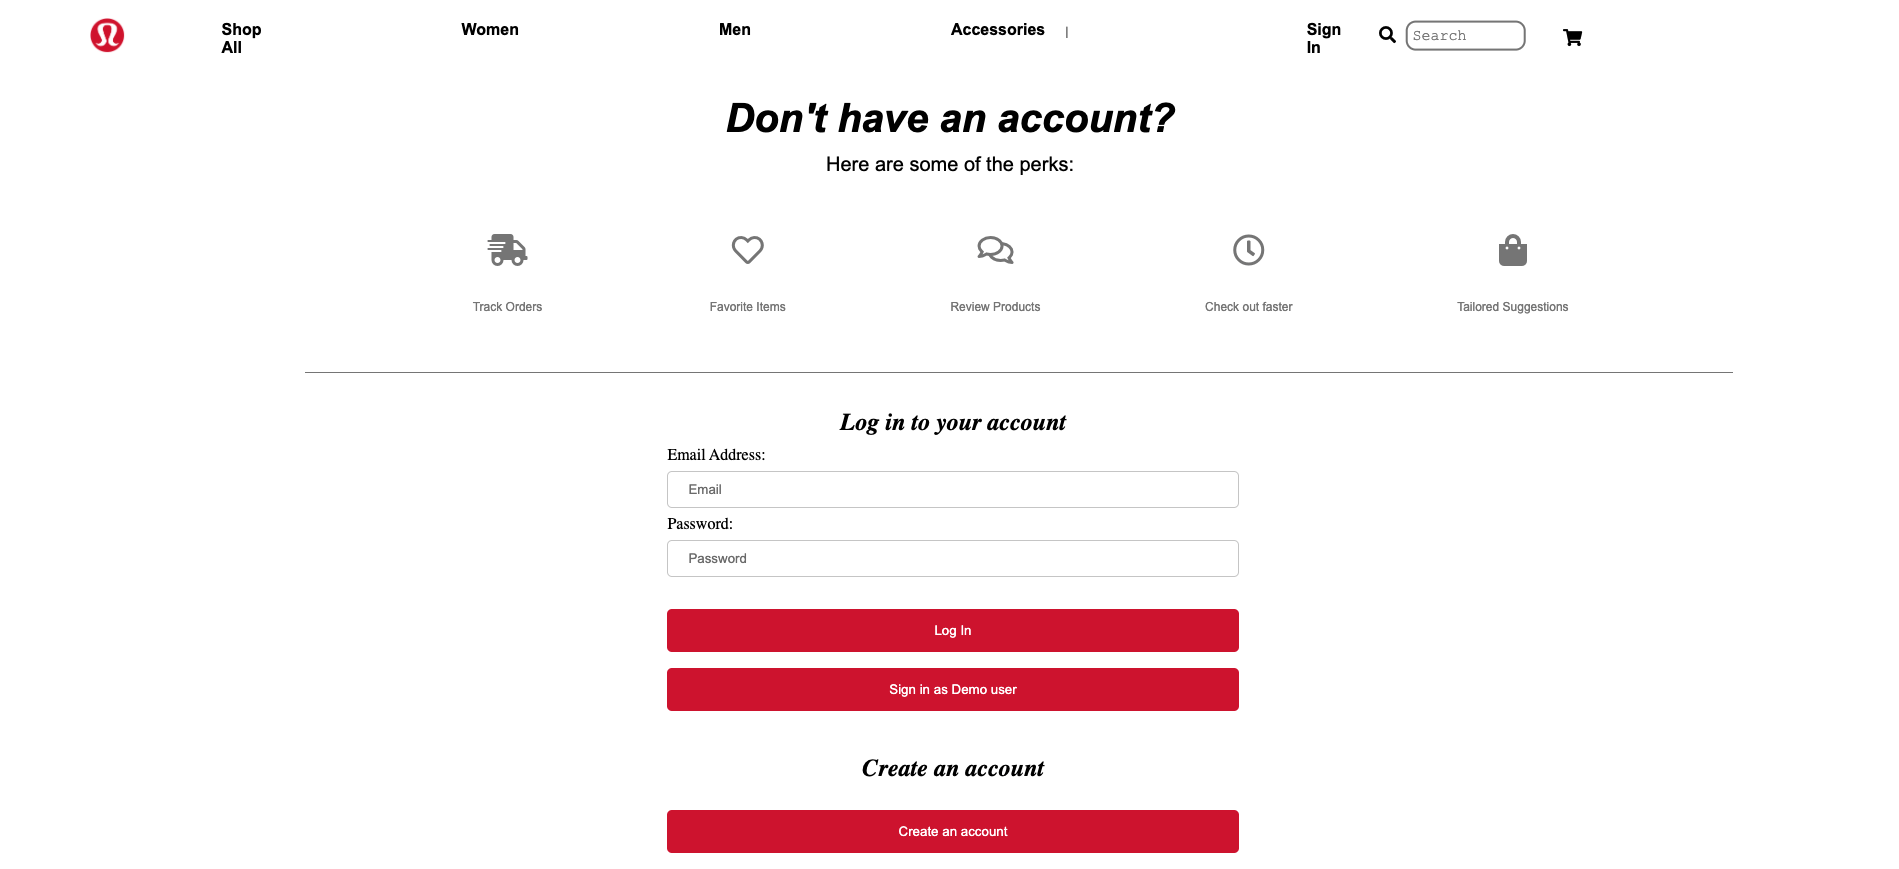 Shop All
Women
Men
Accessories |
Sign In
Search
Don't have an account?
Here are some of the perks:
Track Orders
Favorite Items
Review Products
Check out faster
Tailored Suggestions
Log in to your account
Email Address:
Email
Password:
Password
Log In
Sign in as Demo user
Create an account
Create an account